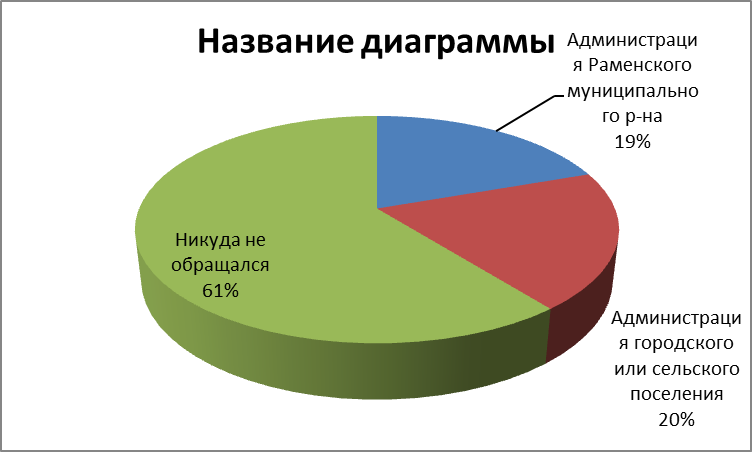 Название диаграммы
Администраци
я Раменского
муниципально
го р-на
19%
Никуда не
обращался
61%
Администраци
я городского
или сельского
поселения
20%